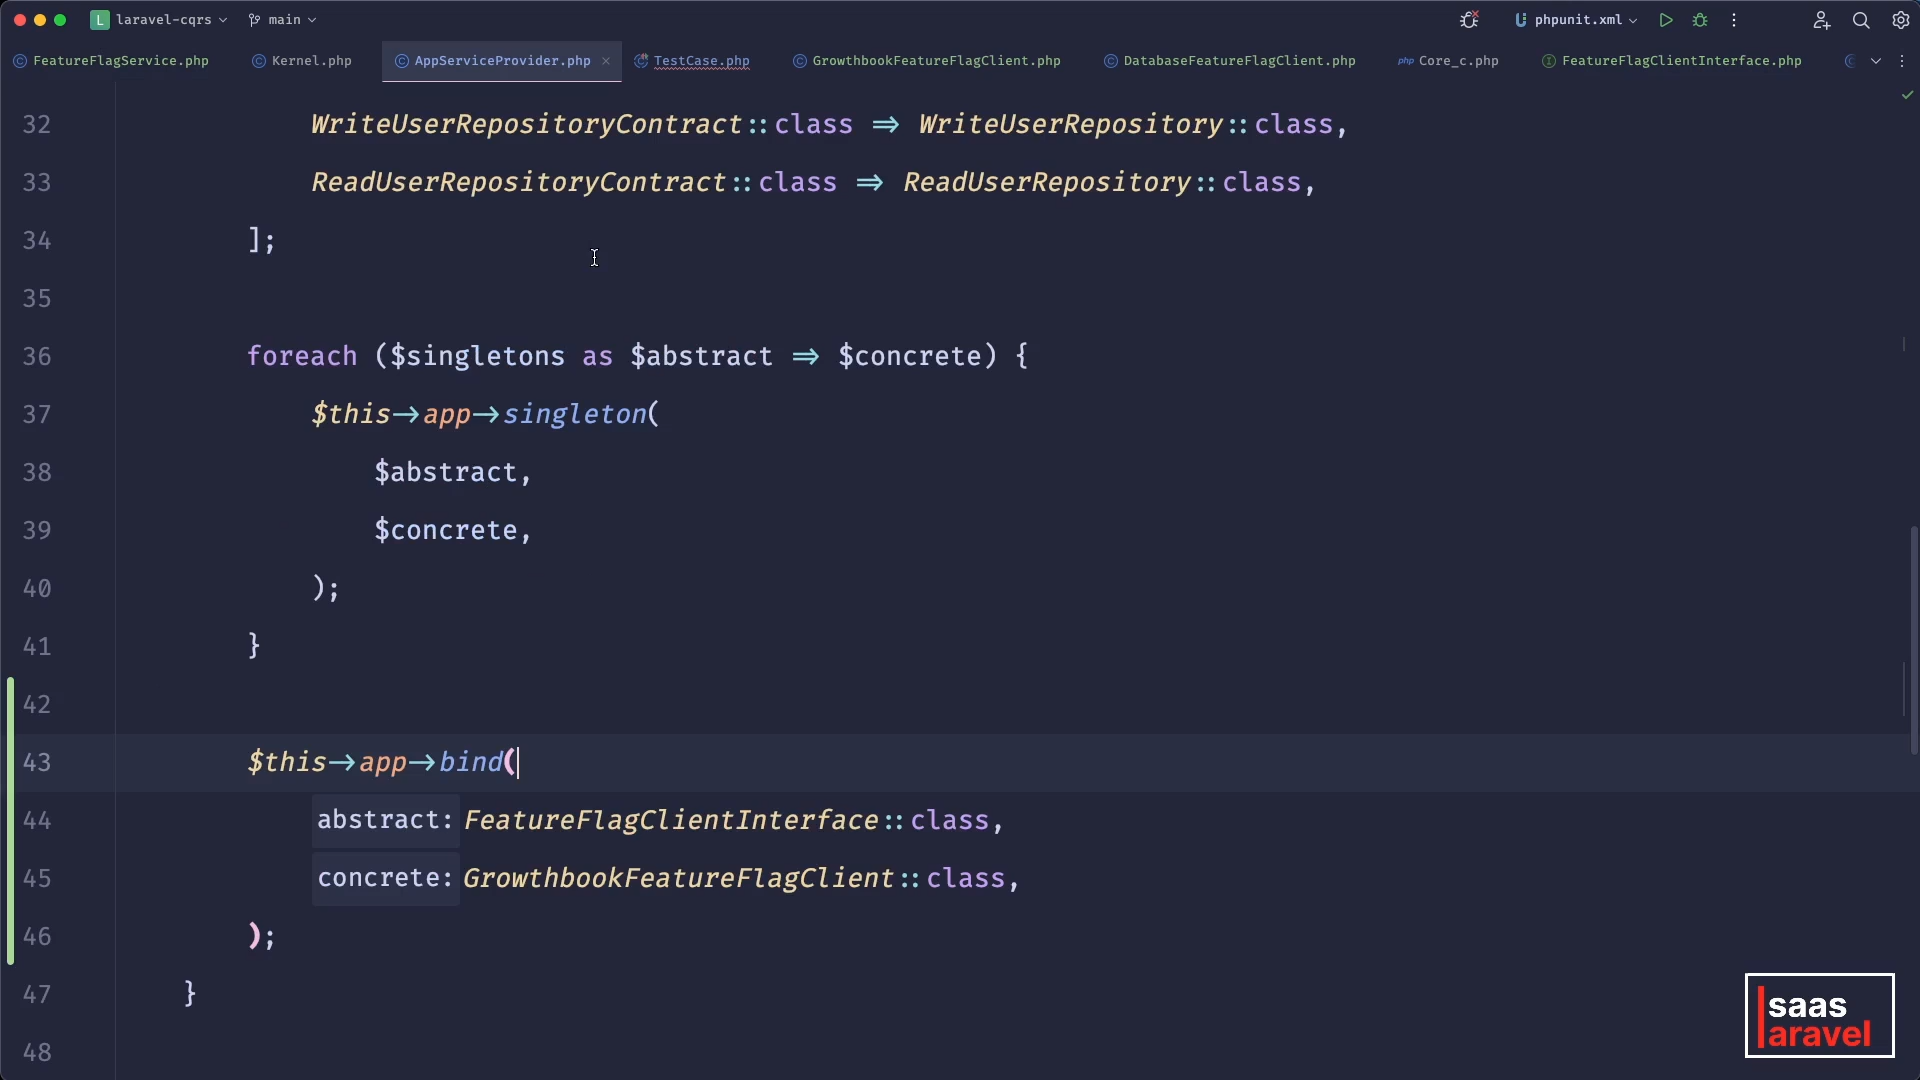 L laravel-cqrs main phpunit.xml
FeatureFlagService.php Kernel.php AppServiceProvider.php TestCase.php GrowthbookFeatureFlagClient.php DatabaseFeatureFlagClient.php php Core_c.php FeatureFlagClientInterface.php
32 WriteUserRepositoryContract::class => WriteUserRepository::class,
33 ReadUserRepositoryContract::class => ReadUserRepository::class,
34 ];
35
36 foreach ($singletons as $abstract => $concrete) {
37 $this->app->singleton(
38 $abstract,
39 $concrete,
40 );
41 }
42
43 $this->app->bind(
44 abstract: FeatureFlagClientInterface::class,
45 concrete: GrowthbookFeatureFlagClient::class,
46 );
47 }
48
saas
laravel